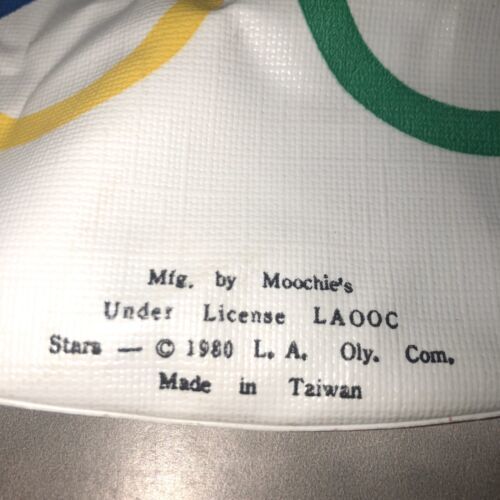 Mfg. by Moochie's
Under License LAOOC
Stars — © 1980 L. A. Oly. Com.
Made in Taiwan